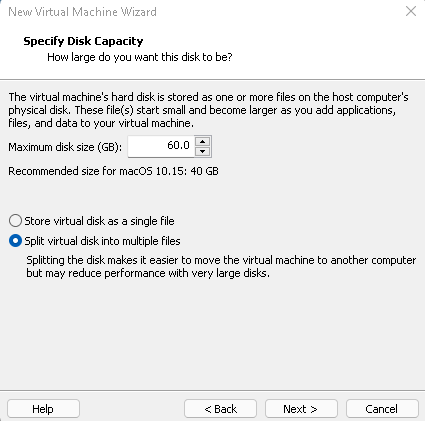 New Virtual Machine Wizard
Specify Disk Capacity
How large do you want this disk to be?
The virtual machine's hard disk is stored as one or more files on the host computer's
physical disk. These file(s) start small and become larger as you add applications,
files, and data to your virtual machine.
Maximum disk size (GB): 60.0
Recommended size for macOS 10.15: 40 GB
Store virtual disk as a single file
Split virtual disk into multiple files
Splitting the disk makes it easier to move the virtual machine to another computer
but may reduce performance with very large disks.
Help < Back Next > Cancel